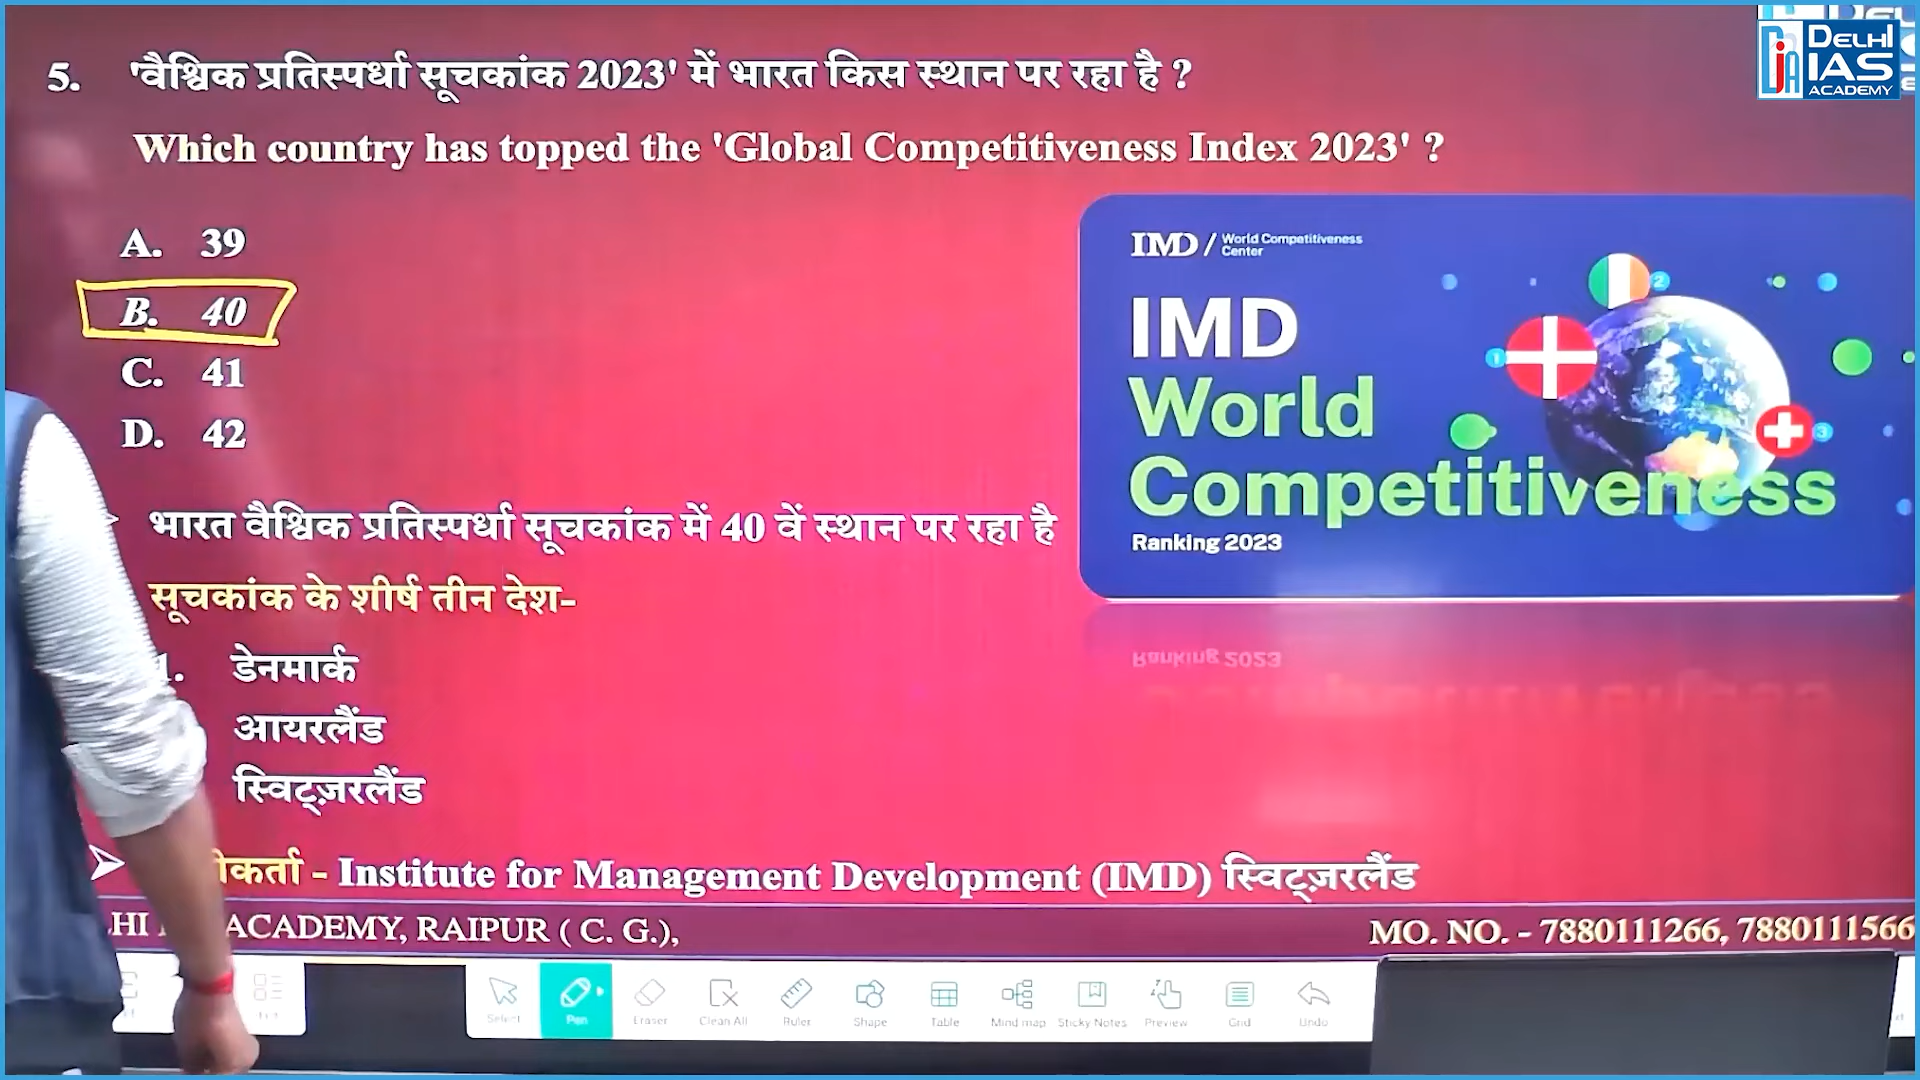 DELHI
IAS
ACADEMY
5. 'वैश्विक प्रतिस्पर्धा सूचकांक 2023' में भारत किस स्थान पर रहा है ?
Which country has topped the 'Global Competitiveness Index 2023' ?
A. 39
B. 40
C. 41
D. 42
IMD / World Competitiveness
Center
IMD
World
Competitiveness
Ranking 2023
भारत वैश्विक प्रतिस्पर्धा सूचकांक में 40 वें स्थान पर रहा है
सूचकांक के शीर्ष तीन देश-
1. डेनमार्क
आयरलैंड
स्विट्ज़रलैंड
- Institute for Management Development (IMD) स्विट्ज़रलैंड
ACADEMY, RAIPUR ( C. G.),
MO. NO. - 7880111266, 7880111566
Select Pen Eraser Clean All Ruler Shape Table Mind map Sticky Notes Preview Grid Undo